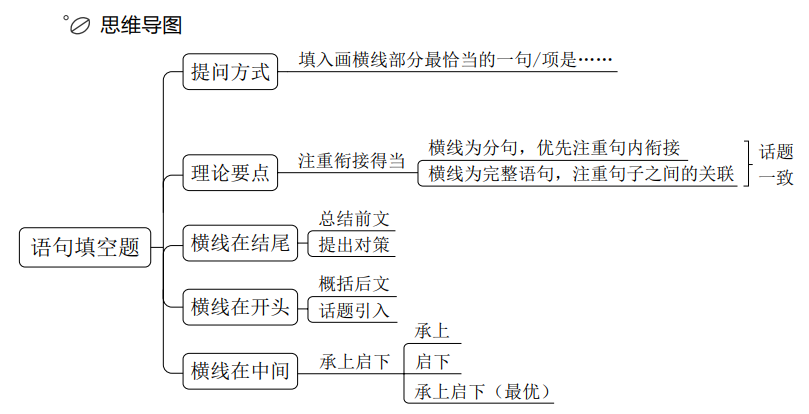 思维导图
提问方式
填入画横线部分最恰当的一句/项是……
理论要点
注重衔接得当
横线为分句，优先注重句内衔接
横线为完整语句，注重句子之间的关联
话题
一致
语句填空题
横线在结尾
总结前文
提出对策
横线在开头
概括后文
话题引入
横线在中间
承上启下
承上
启下
承上启下（最优）